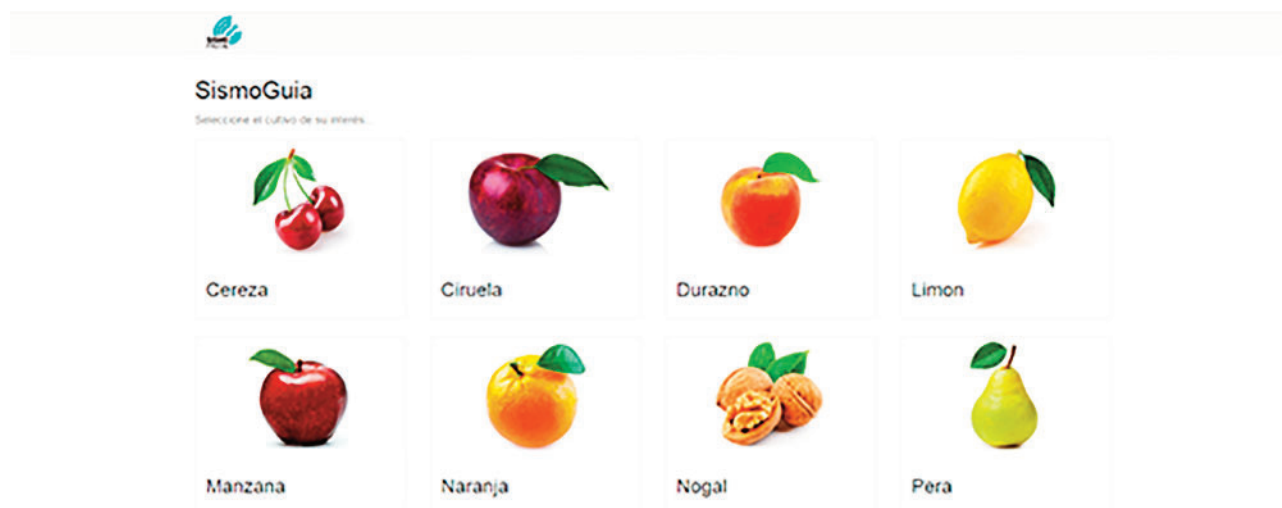 SismoGuia
Seleccione el cultivo de su interés...
Cereza
Ciruela
Durazno
Limon
Manzana
Naranja
Nogal
Pera